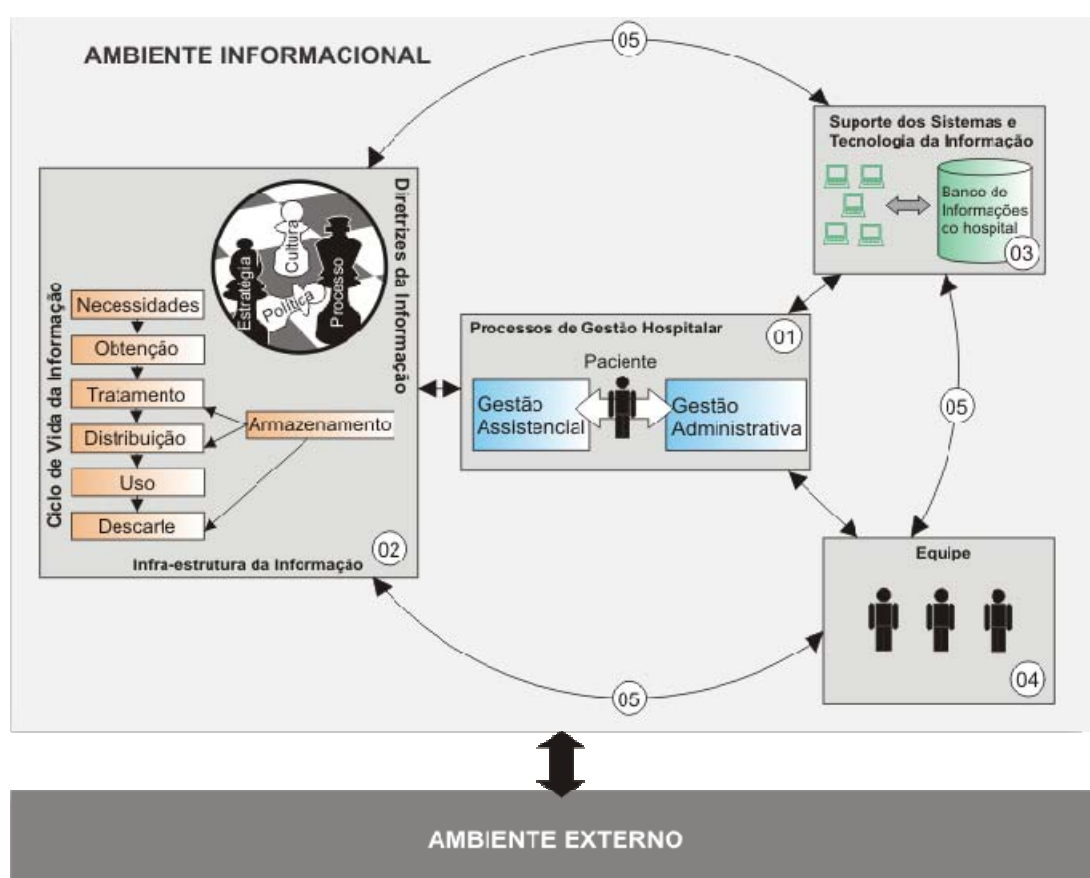 AMBIENTE INFORMACIONAL
05
Suporte dos Sistemas e
Tecnologia da Informação
Banco do
Informações
co hospital
03
Diretrizes da Informação
Cultura
Estratégia
Política
Processo
Ciclo de Vida da Informação
Necessidades
Obtenção
Tratamento
Armazenamento
Distribuição
Uso
Descarte
02
Infra-estrutura da Informação
Processos de Gestão Hospitalar
01
Paciente
Gestão
Assistencial
Gestão
Administrativa
05
Equipe
04
05
AMBIENTE EXTERNO